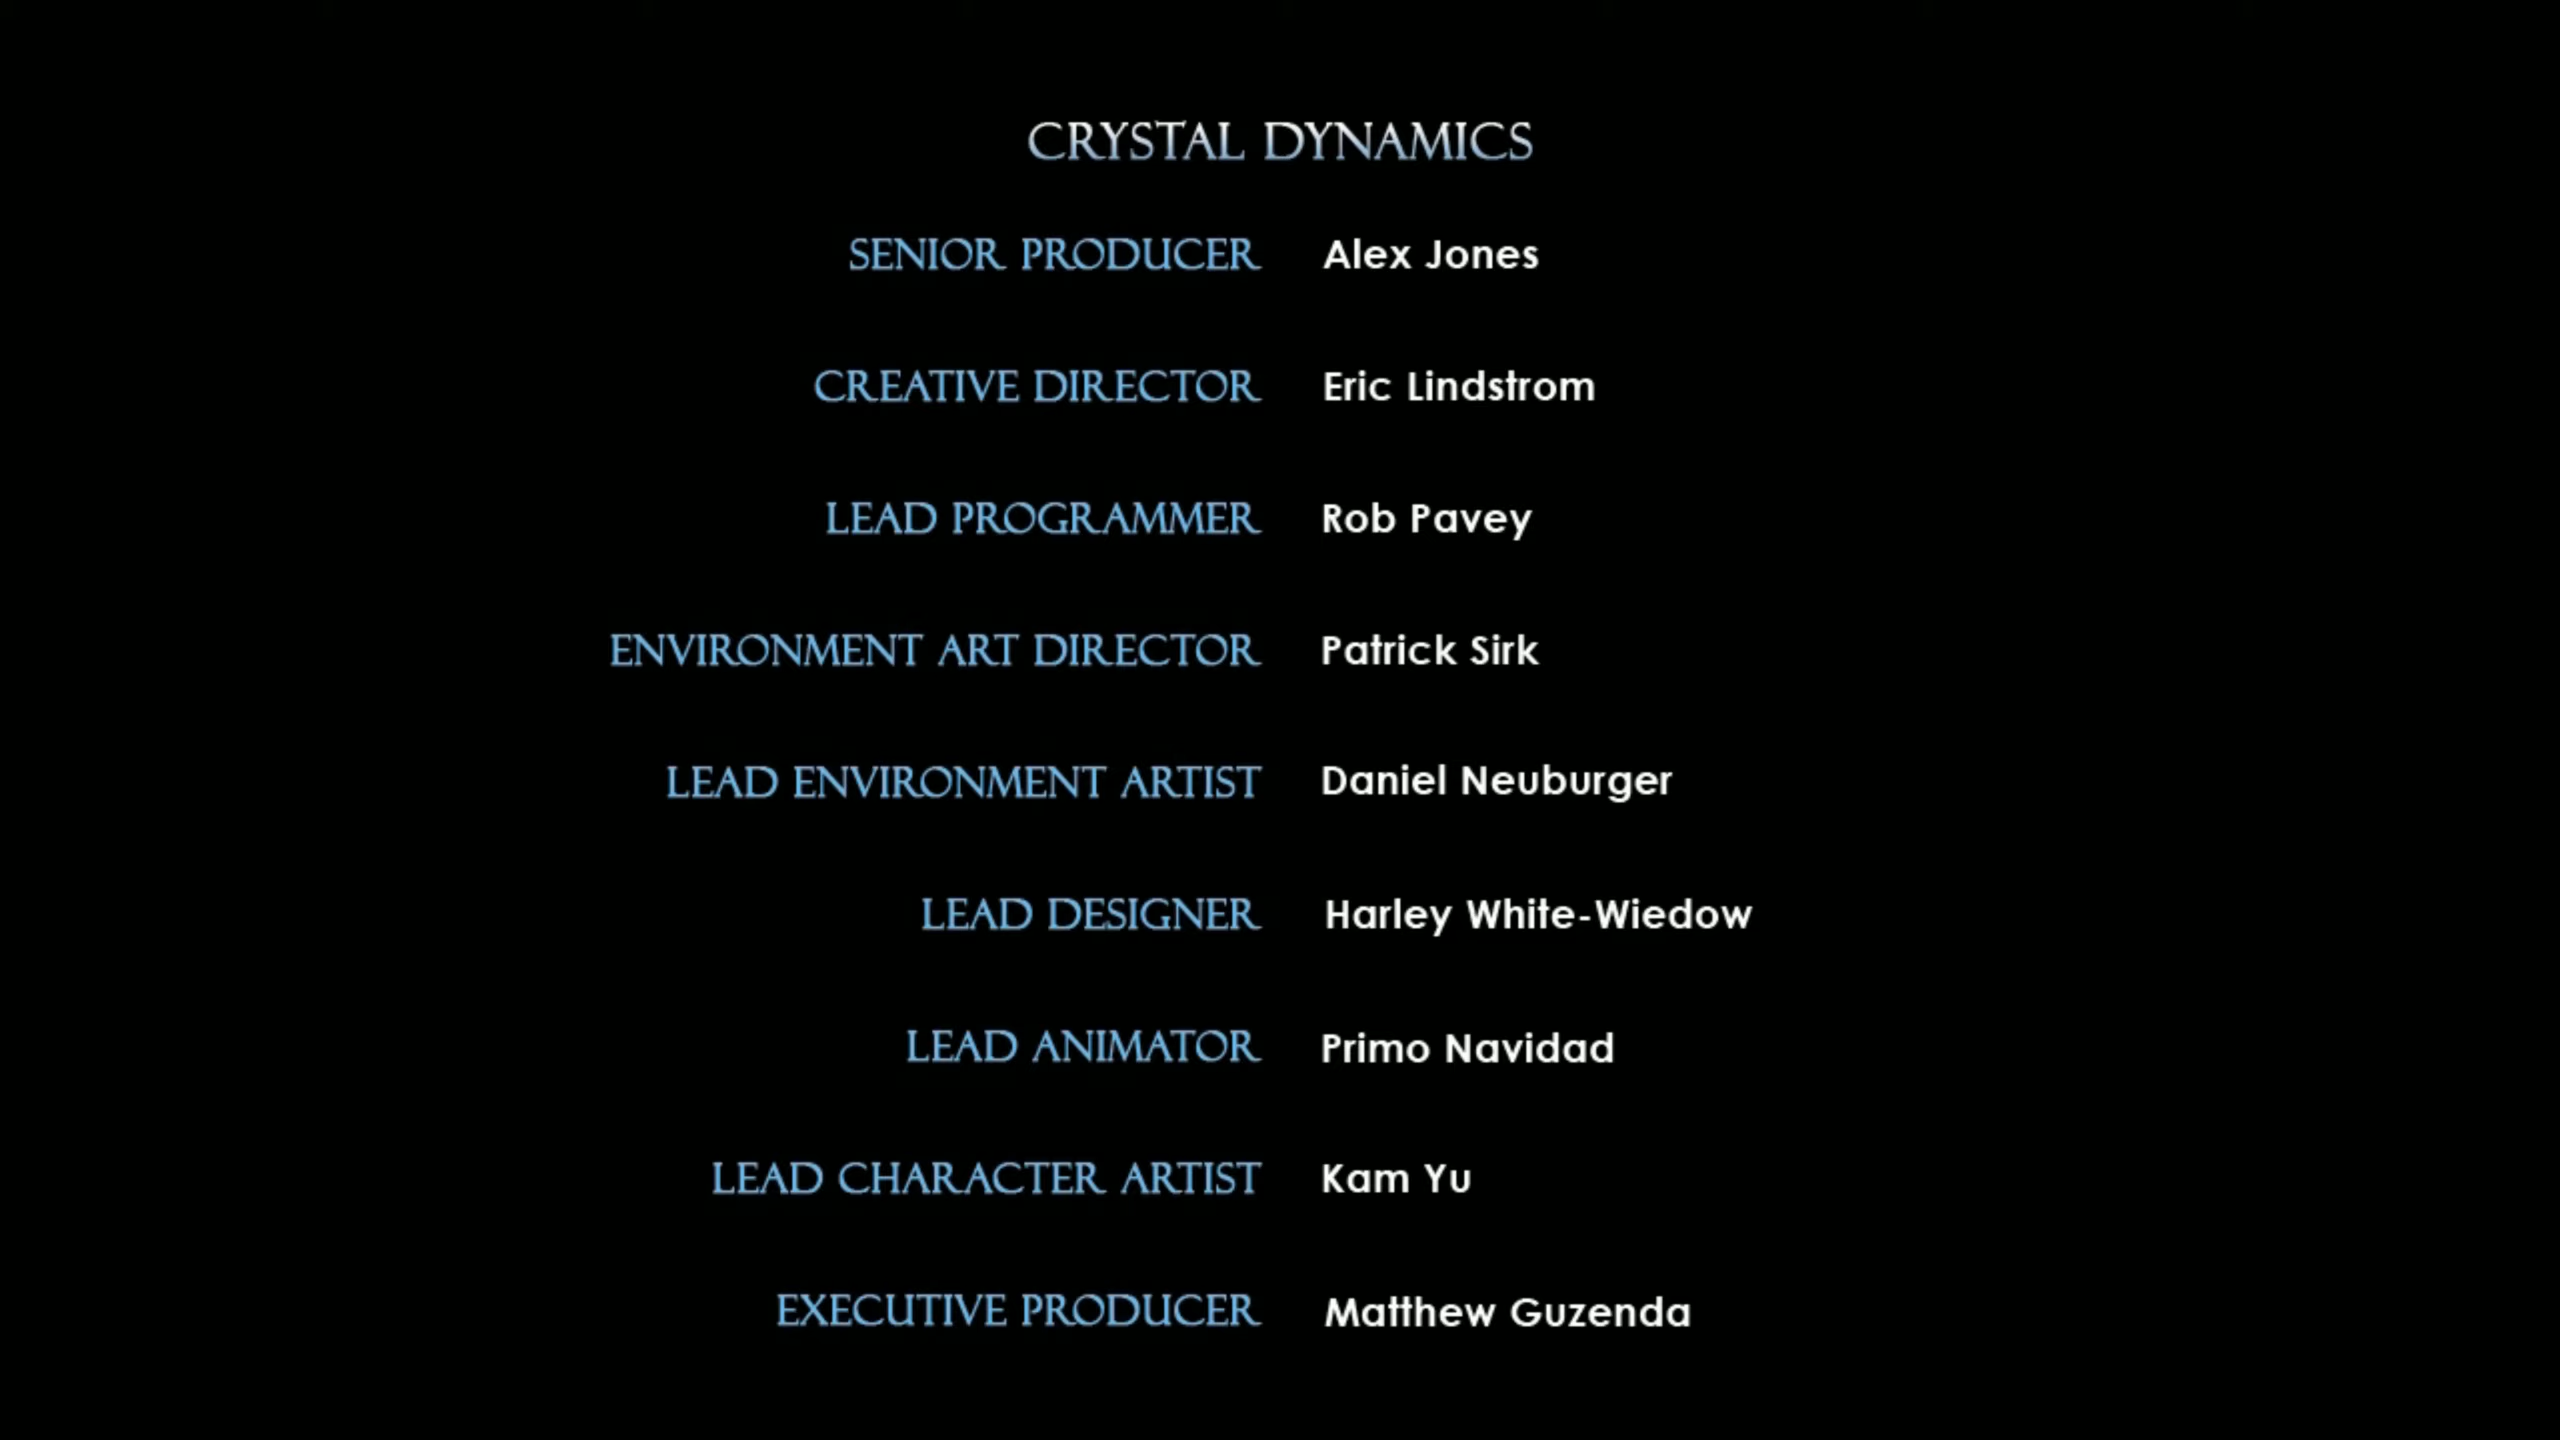 CRYSTAL DYNAMICS
SENIOR PRODUCER Alex Jones
CREATIVE DIRECTOR Eric Lindstrom
LEAD PROGRAMMER Rob Pavey
ENVIRONMENT ART DIRECTOR Patrick Sirk
LEAD ENVIRONMENT ARTIST Daniel Neuburger
LEAD DESIGNER Harley White-Wiedow
LEAD ANIMATOR Primo Navidad
LEAD CHARACTER ARTIST Kam Yu
EXECUTIVE PRODUCER Matthew Guzenda